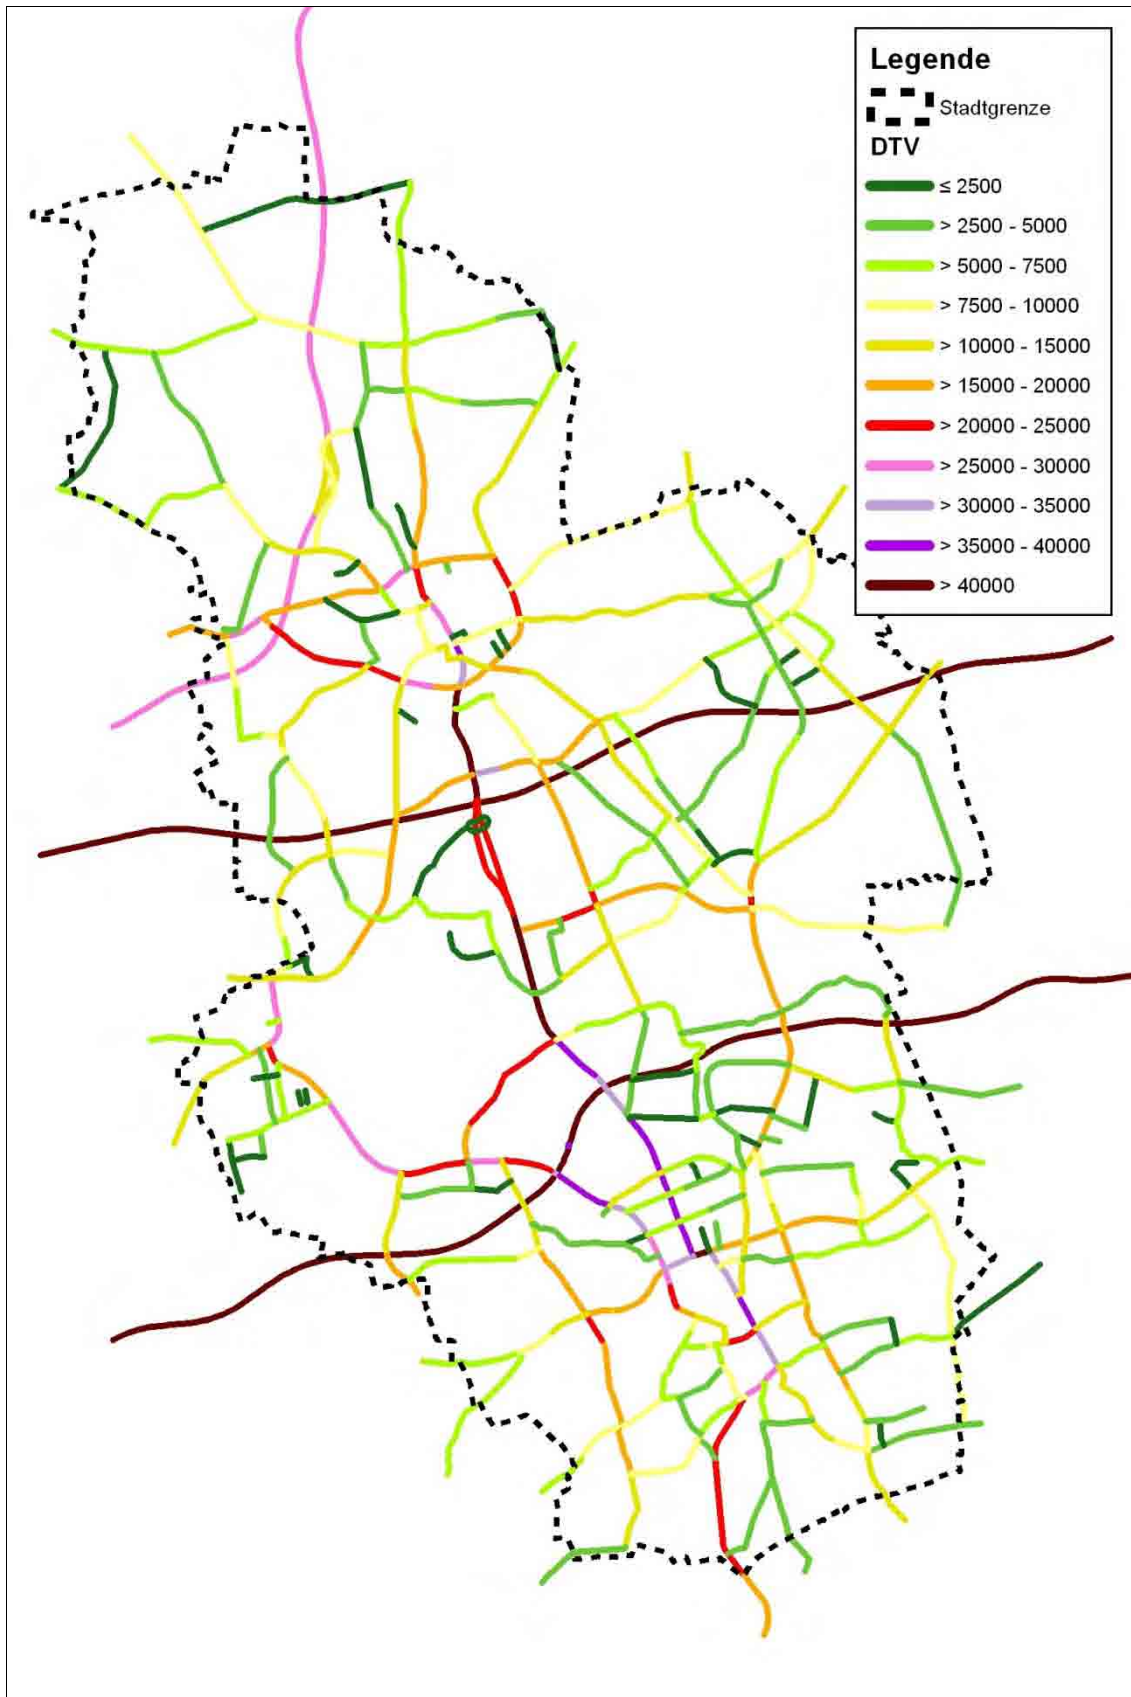 Legende
Stadtgrenze
DTV
≤ 2500
> 2500 - 5000
> 5000 - 7500
> 7500 - 10000
> 10000 - 15000
> 15000 - 20000
> 20000 - 25000
> 25000 - 30000
> 30000 - 35000
> 35000 - 40000
> 40000